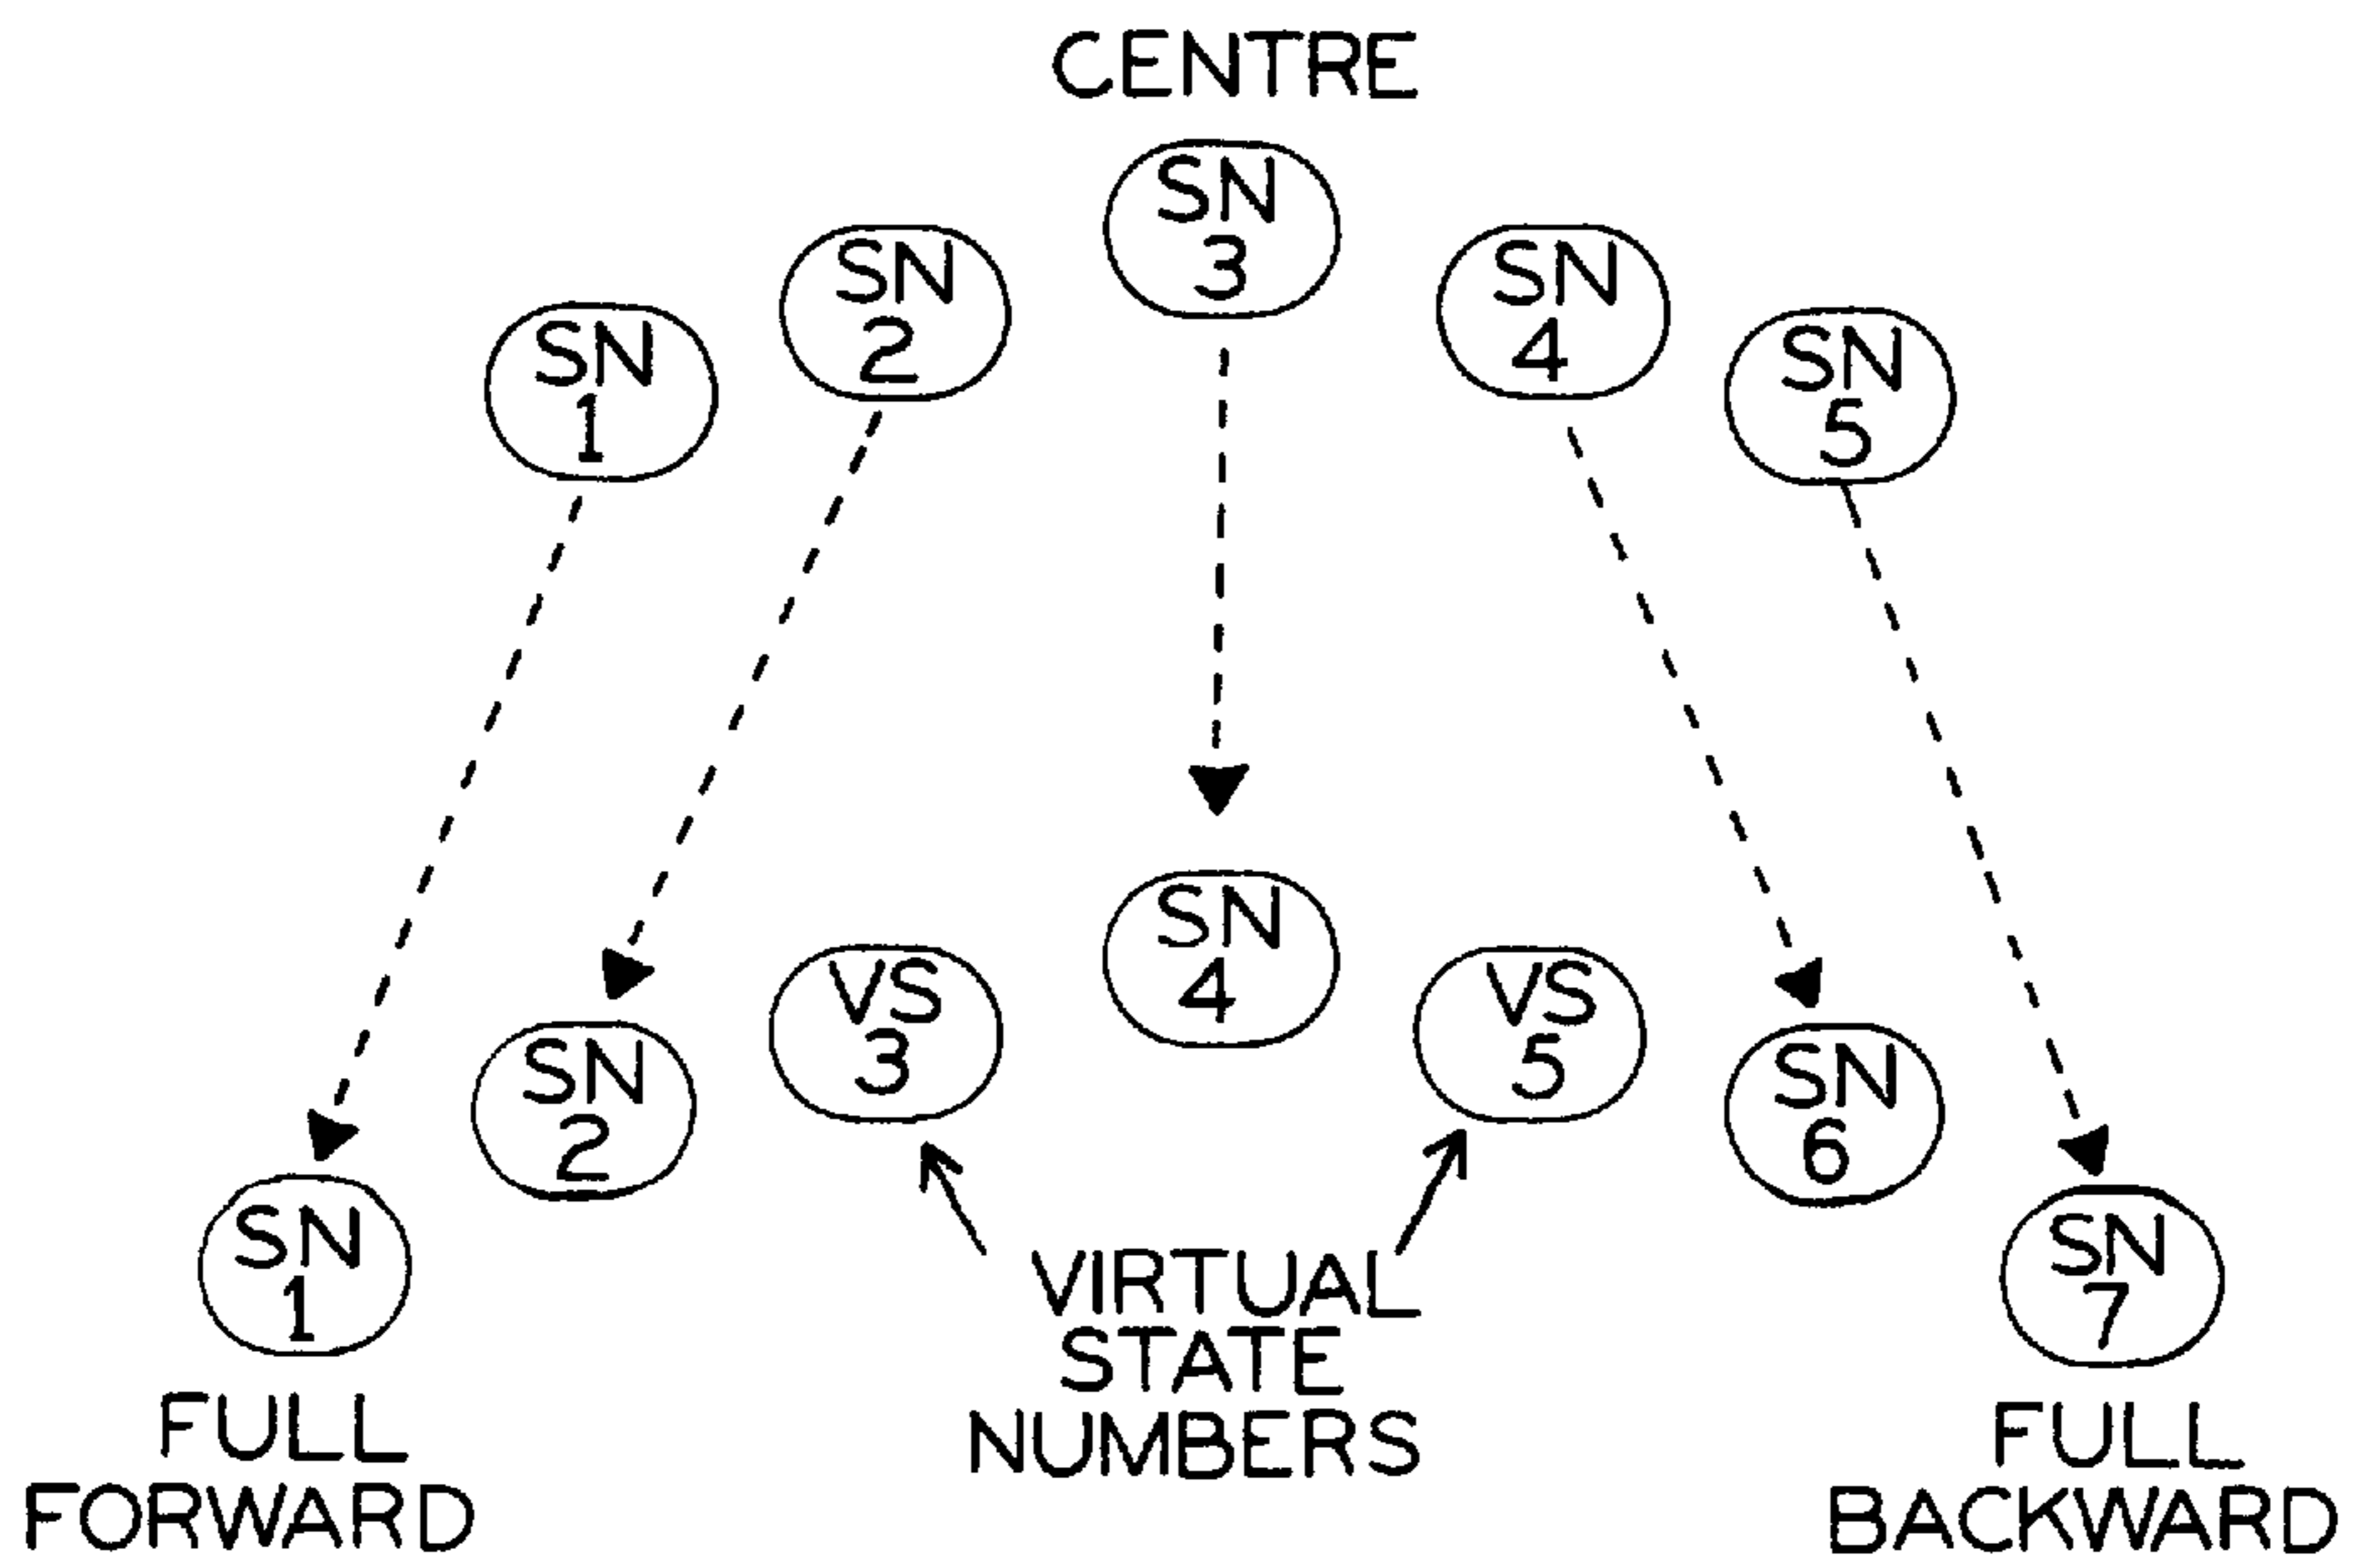 CENTRE
SN
1
SN
2
SN
3
SN
4
SN
5
SN
1
SN
2
VS
3
SN
4
VS
5
SN
6
SN
7
VIRTUAL
STATE
NUMBERS
FULL
FORWARD
FULL
BACKWARD